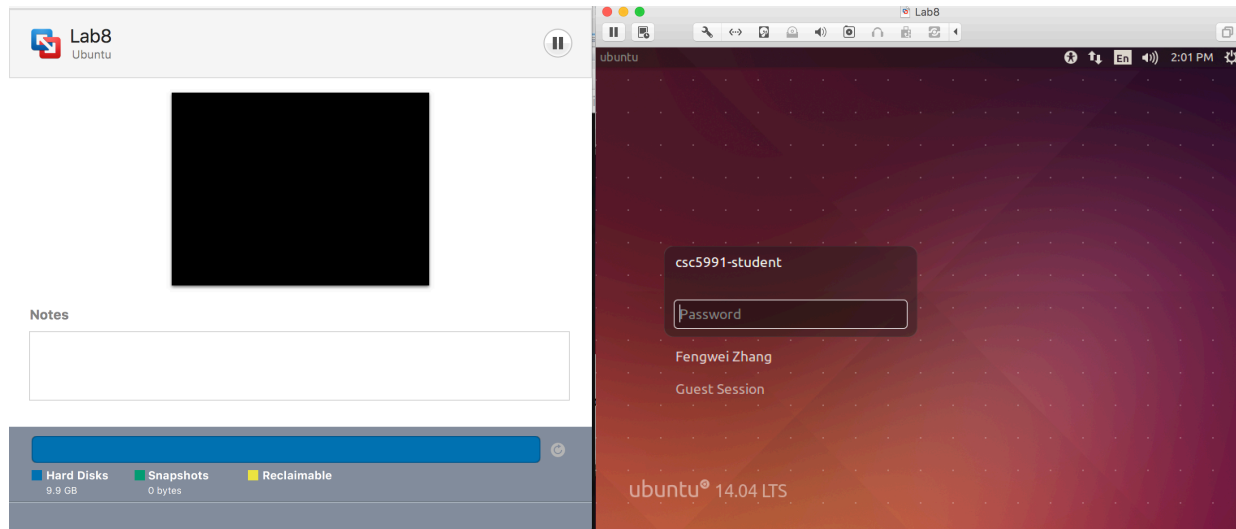 Lab8
Ubuntu
Notes
Hard Disks
9.9 GB
Snapshots
0 bytes
Reclaimable
Lab8
ubuntu
En
2:01 PM
csc5991-student
Password
Fengwei Zhang
Guest Session
ubuntu® 14.04 LTS